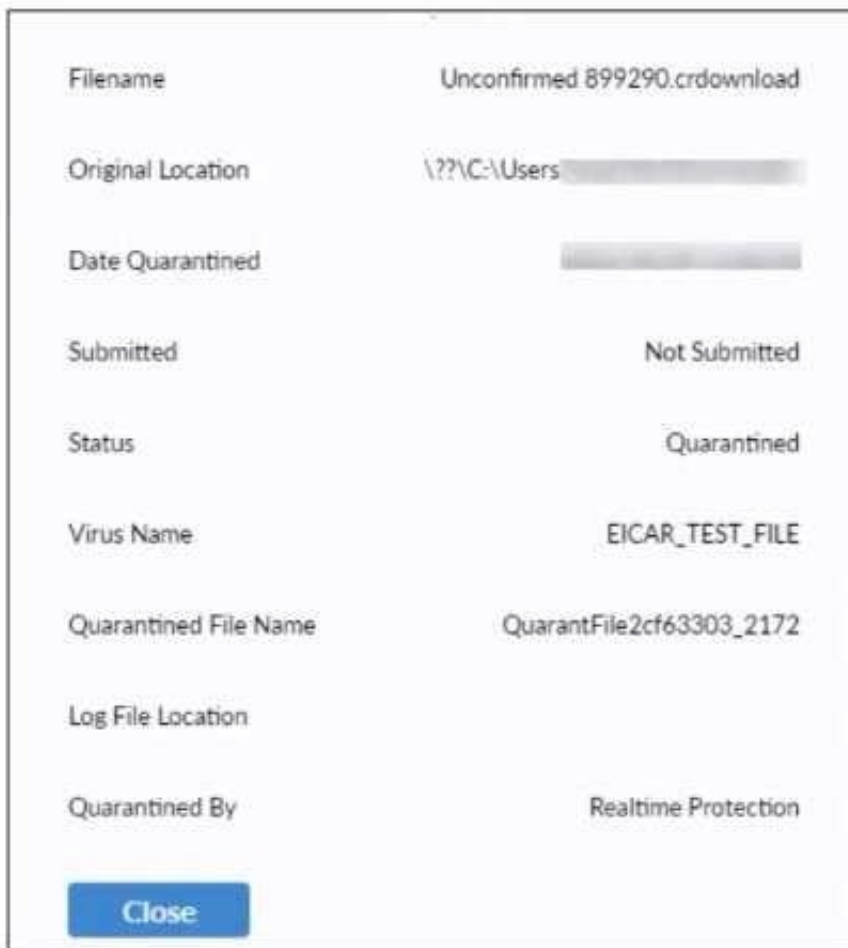 Filename Unconfirmed 899290.crdownload
Original Location \??\C:\Users
Date Quarantined
Submitted Not Submitted
Status Quarantined
Virus Name EICAR_TEST_FILE
Quarantined File Name QuarantFile2cf63303_2172
Log File Location
Quarantined By Realtime Protection
Close